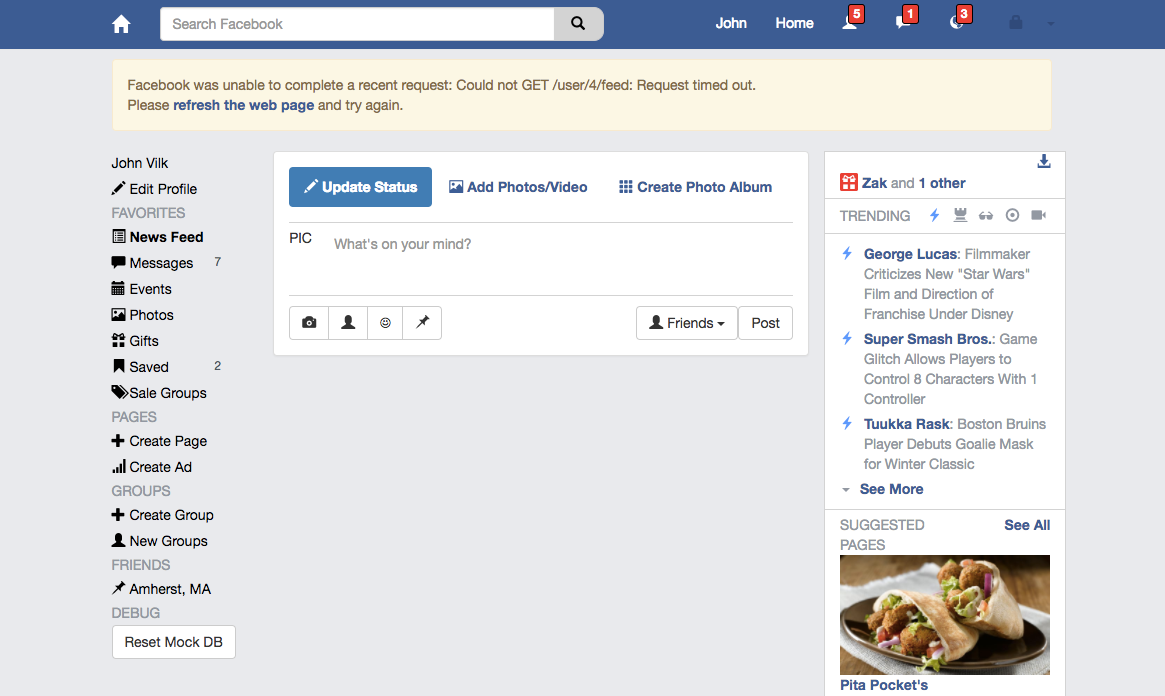 Search Facebook
John
Home
5
1
3
Facebook was unable to complete a recent request: Could not GET /user/4/feed: Request timed out.
Please refresh the web page and try again.
John Vilk
Edit Profile
FAVORITES
News Feed
Messages 7
Events
Photos
Gifts
Saved 2
Sale Groups
PAGES
Create Page
Create Ad
GROUPS
Create Group
New Groups
FRIENDS
Amherst, MA
DEBUG
Reset Mock DB
Update Status
Add Photos/Video
Create Photo Album
PIC
What's on your mind?
Friends
Post
Zak and 1 other
TRENDING
George Lucas: Filmmaker
Criticizes New "Star Wars"
Film and Direction of
Franchise Under Disney
Super Smash Bros.: Game
Glitch Allows Players to
Control 8 Characters With 1
Controller
Tuukka Rask: Boston Bruins
Player Debuts Goalie Mask
for Winter Classic
See More
SUGGESTED
PAGES
See All
Pita Pocket's